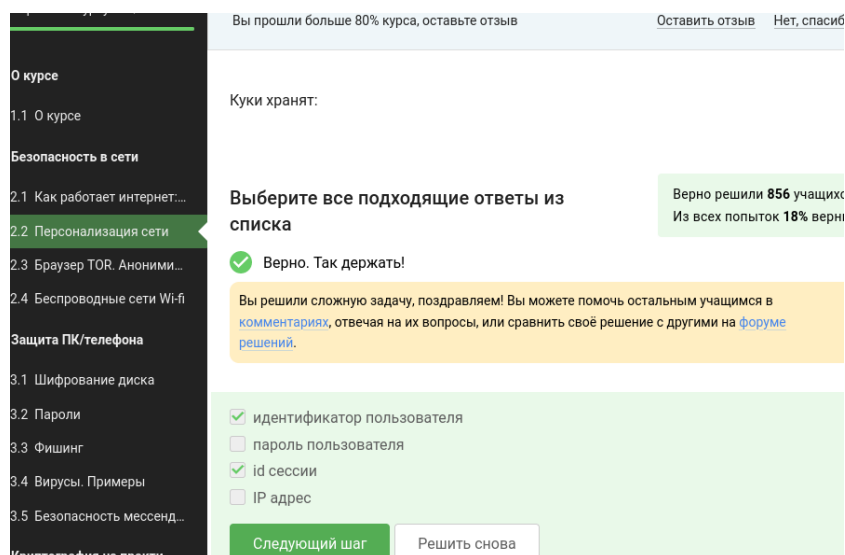 Вы прошли больше 80% курса, оставьте отзыв
Оставить отзыв Нет, спасиб
О курсе
1.1 О курсе
Безопасность в сети
2.1 Как работает интернет:...
2.2 Персонализация сети
2.3 Браузер TOR. Аноними...
2.4 Беспроводные сети Wi-fi
Защита ПК/телефона
3.1 Шифрование диска
3.2 Пароли
3.3 Фишинг
3.4 Вирусы. Примеры
3.5 Безопасность мессенд...
Куки хранят:
Выберите все подходящие ответы из
списка
Верно решили 856 учащихс
Из всех попыток 18% верн
Верно. Так держать!
Вы решили сложную задачу, поздравляем! Вы можете помочь остальным учащимся в
комментариях, отвечая на их вопросы, или сравнить своё решение с другими на форуме
решений.
идентификатор пользователя
пароль пользователя
id сессии
IP адрес
Следующий шаг Решить снова